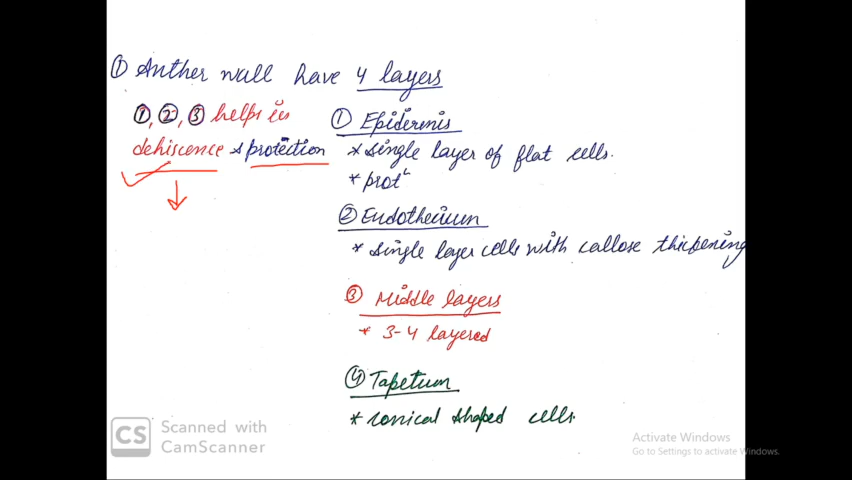 ① Anther wall have 4 layers
①, ②, ③ helps in
dehiscence & protection
① Epidermis
* single layer of flat cells.
* protⁿ
② Endothecium
* single layer cells with callose thickening
③ Middle layers
* 3-4 layered
④ Tapetum
* conical shaped cells
CS Scanned with
CamScanner
Activate Windows
Go to Settings to activate Windows.